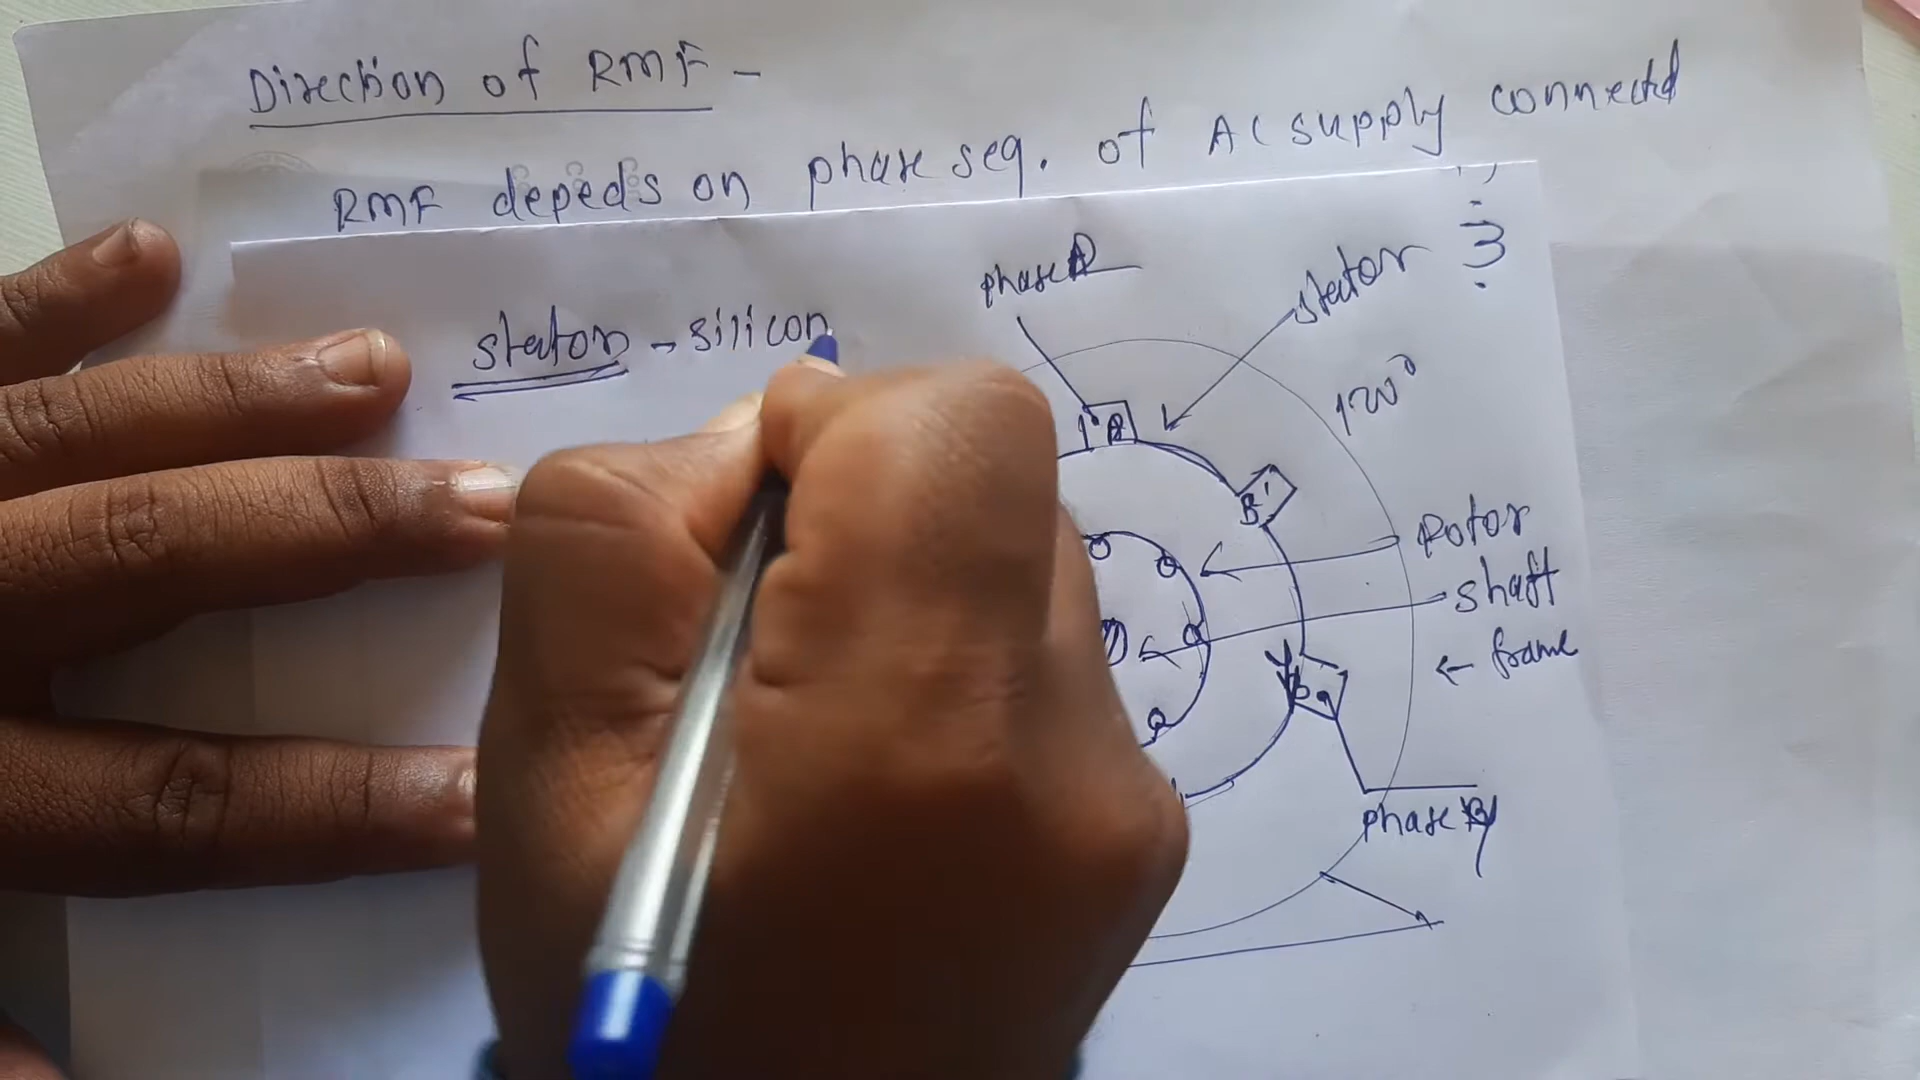 Direction of RMF -
RMF depeds on phase seq. of AC supply connected
stator - silicon
phase
stator
120°
B'
Rotor
shaft
← frame
phase